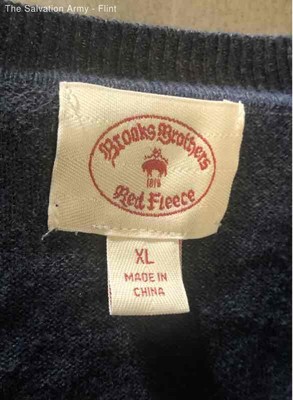 The Salvation Army - Flint
Brooks Brothers
1818
Red Fleece
XL
MADE IN
CHINA